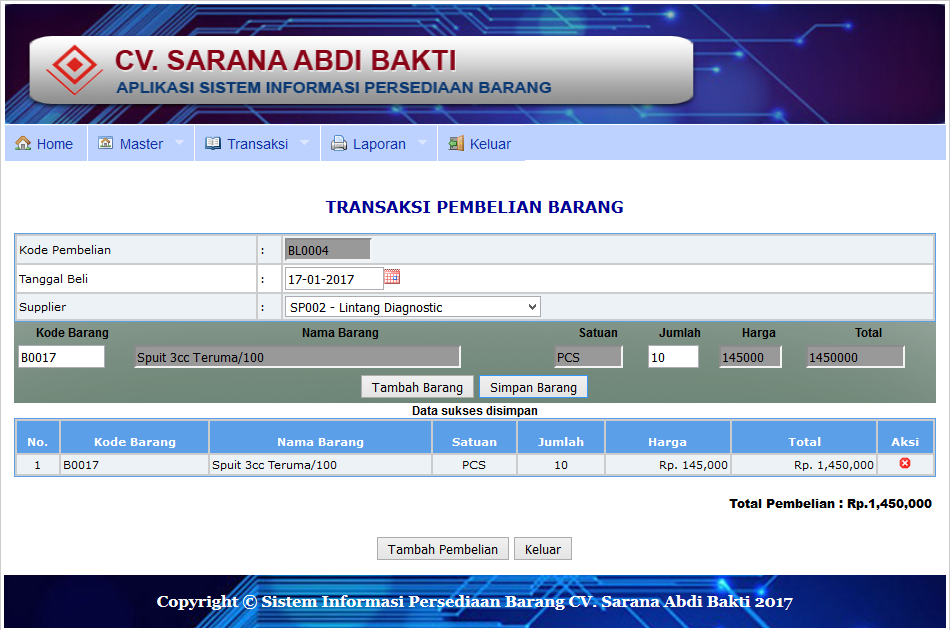 CV. SARANA ABDI BAKTI
APLIKASI SISTEM INFORMASI PERSEDIAAN BARANG
Home Master Transaksi Laporan Keluar
TRANSAKSI PEMBELIAN BARANG
Kode Pembelian : BL0004
Tanggal Beli : 17-01-2017
Supplier : SP002 - Lintang Diagnostic
Kode Barang Nama Barang Satuan Jumlah Harga Total
B0017 Spuit 3cc Teruma/100 PCS 10 145000 1450000
Tambah Barang Simpan Barang
Data sukses disimpan
No. Kode Barang Nama Barang Satuan Jumlah Harga Total Aksi
1 B0017 Spuit 3cc Teruma/100 PCS 10 Rp. 145,000 Rp. 1,450,000
Total Pembelian : Rp.1,450,000
Tambah Pembelian Keluar
Copyright © Sistem Informasi Persediaan Barang CV. Sarana Abdi Bakti 2017